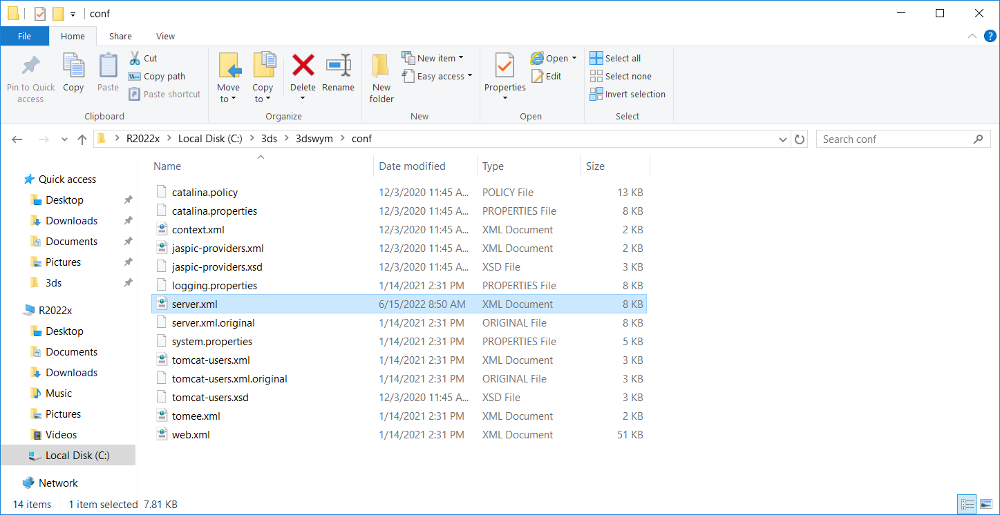 conf
File Home Share View
Pin to Quick access
Copy
Paste
Cut
Copy path
Paste shortcut
Clipboard
Move to
Copy to
Delete
Rename
Organize
New folder
New item
Easy access
New
Properties
Open
Edit
Open
Select all
Select none
Invert selection
Select
R2022x > Local Disk (C:) > 3ds > 3dswym > conf
Search conf
Quick access
Desktop
Downloads
Documents
Pictures
3ds
R2022x
Desktop
Documents
Downloads
Music
Pictures
Videos
Local Disk (C:)
Network
Name Date modified Type Size
catalina.policy 12/3/2020 11:45 A... POLICY File 13 KB
catalina.properties 12/3/2020 11:45 A... PROPERTIES File 8 KB
context.xml 12/3/2020 11:45 A... XML Document 2 KB
jaspic-providers.xml 12/3/2020 11:45 A... XML Document 2 KB
jaspic-providers.xsd 12/3/2020 11:45 A... XSD File 3 KB
logging.properties 1/14/2021 2:31 PM PROPERTIES File 8 KB
server.xml 6/15/2022 8:50 AM XML Document 8 KB
server.xml.original 1/14/2021 2:31 PM ORIGINAL File 8 KB
system.properties 1/14/2021 2:31 PM PROPERTIES File 5 KB
tomcat-users.xml 1/14/2021 2:31 PM XML Document 3 KB
tomcat-users.xml.original 1/14/2021 2:31 PM ORIGINAL File 3 KB
tomcat-users.xsd 12/3/2020 11:45 A... XSD File 3 KB
tomee.xml 1/14/2021 2:31 PM XML Document 2 KB
web.xml 1/14/2021 2:31 PM XML Document 51 KB
14 items 1 item selected 7.81 KB